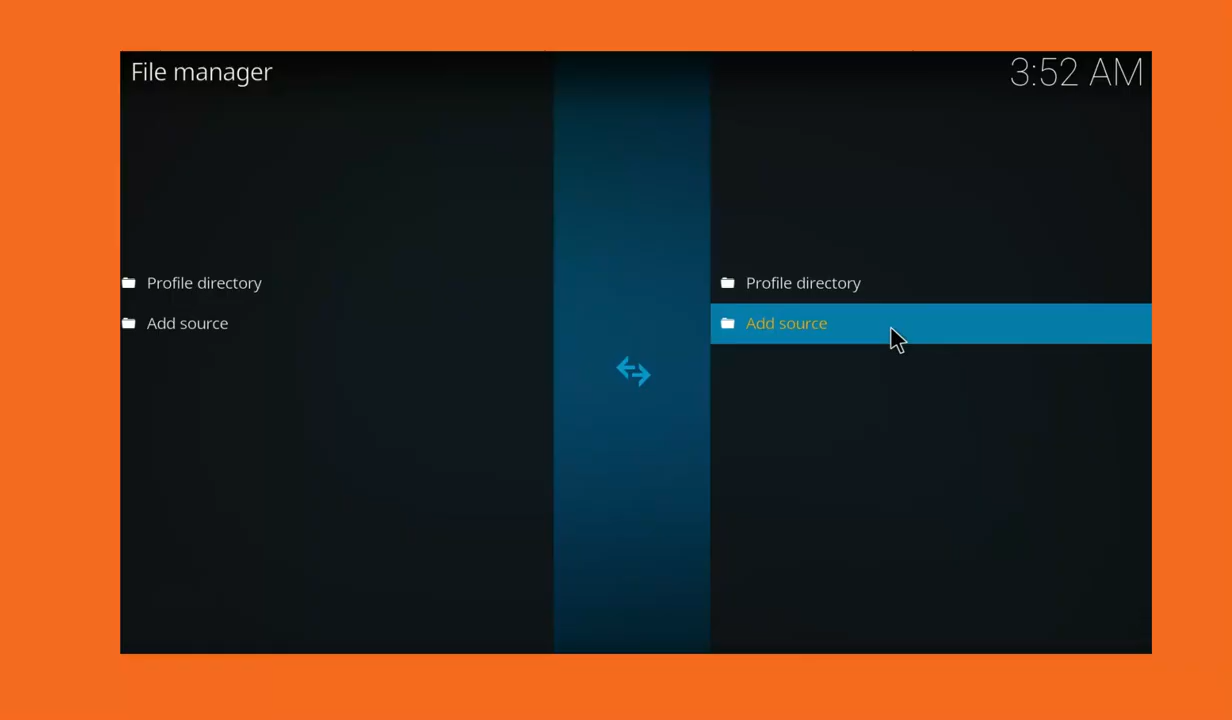 File manager
3:52 AM
Profile directory
Add source
Profile directory
Add source